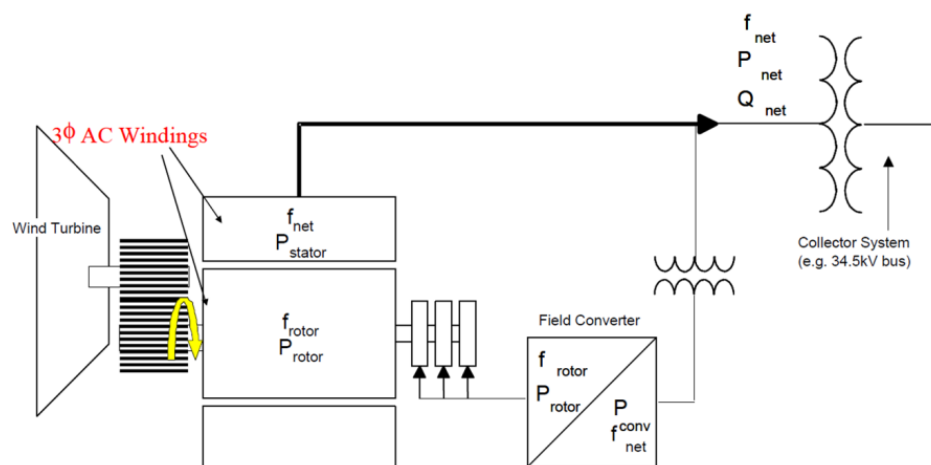 f net
P net
Q net
3ϕ AC Windings
Wind Turbine
f net
P stator
Collector System
(e.g. 34.5kV bus)
f rotor
P rotor
Field Converter
f rotor
P rotor
P conv
f net